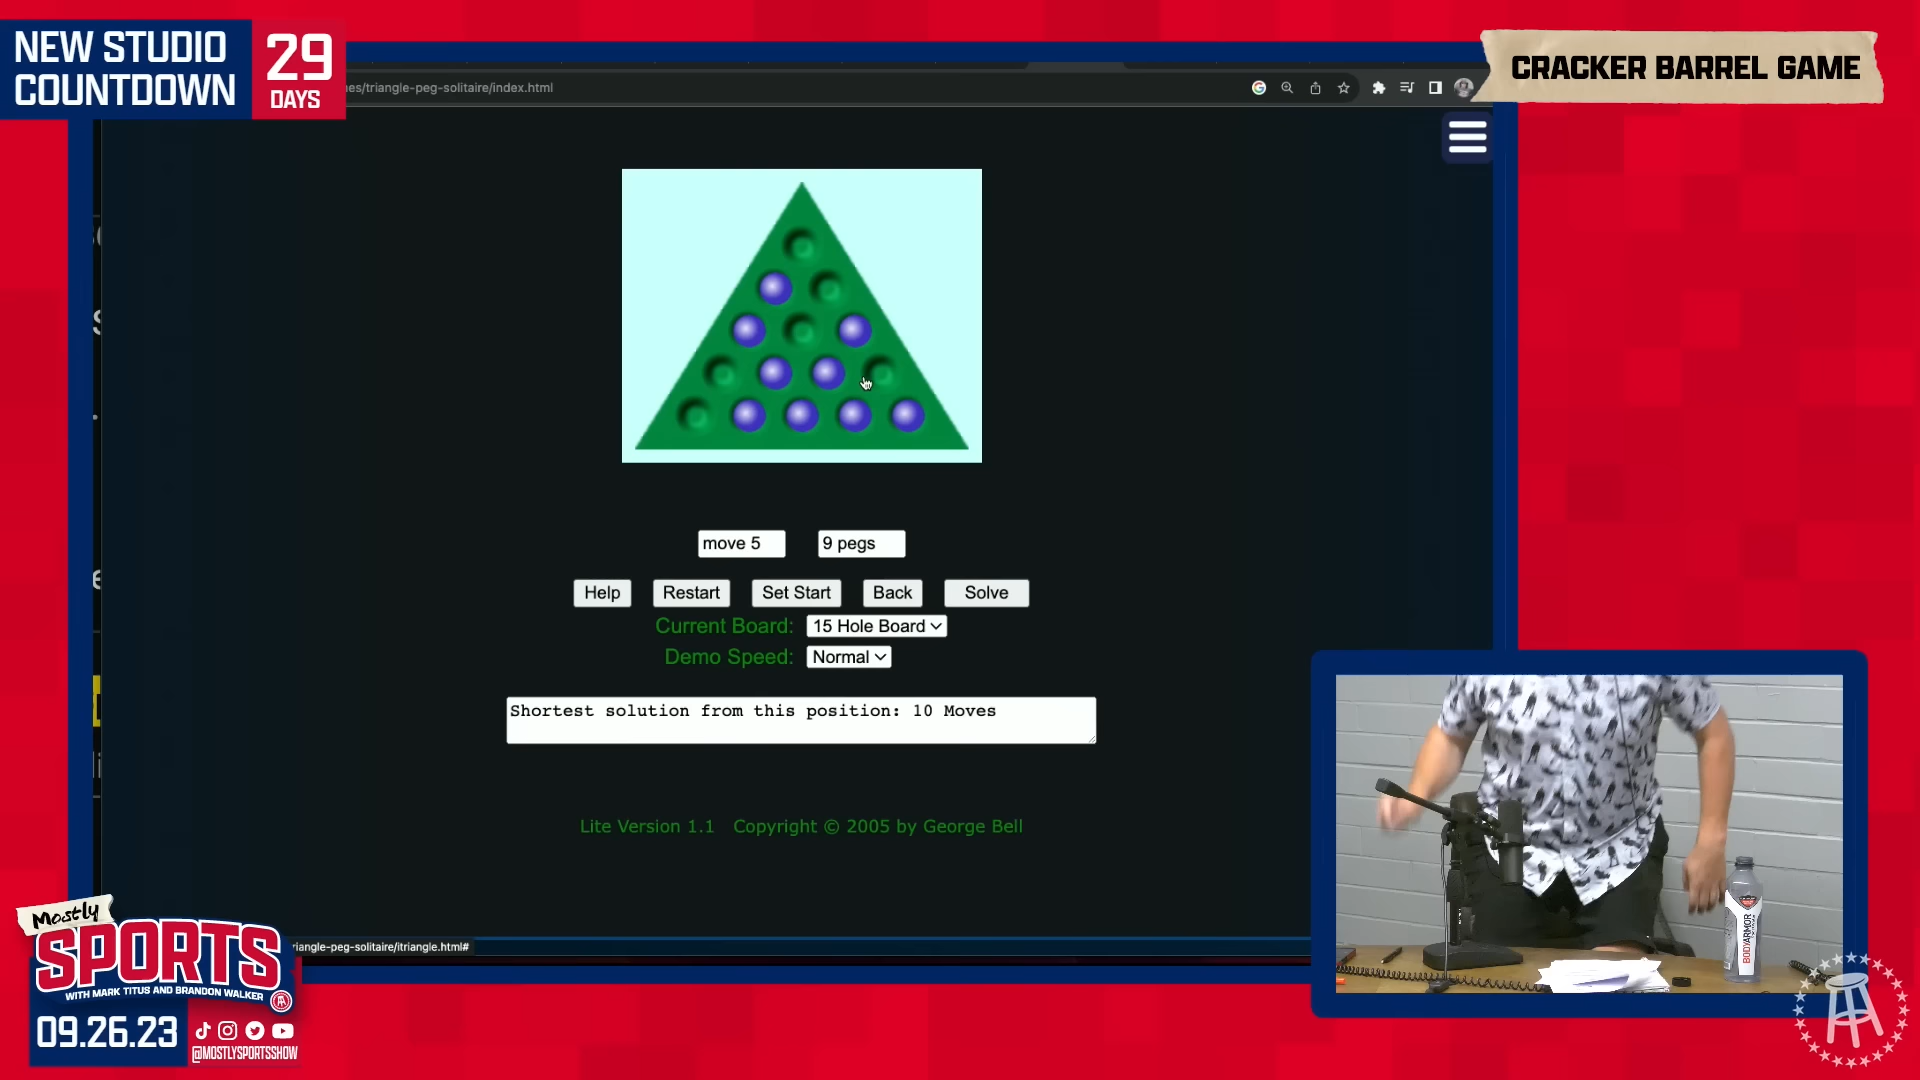 NEW STUDIO
COUNTDOWN
29
DAYS
CRACKER BARREL GAME
es/triangle-peg-solitaire/index.html
move 5
9 pegs
Help
Restart
Set Start
Back
Solve
Current Board:
15 Hole Board
Demo Speed:
Normal
Shortest solution from this position: 10 Moves
Lite Version 1.1 Copyright © 2005 by George Bell
riangle-peg-solitaire/itriangle.html#
Mostly
SPORTS
WITH MARK TITUS AND BRANDON WALKER
09.26.23
@MOSTLYSPORTSSHOW
BODYARMOR